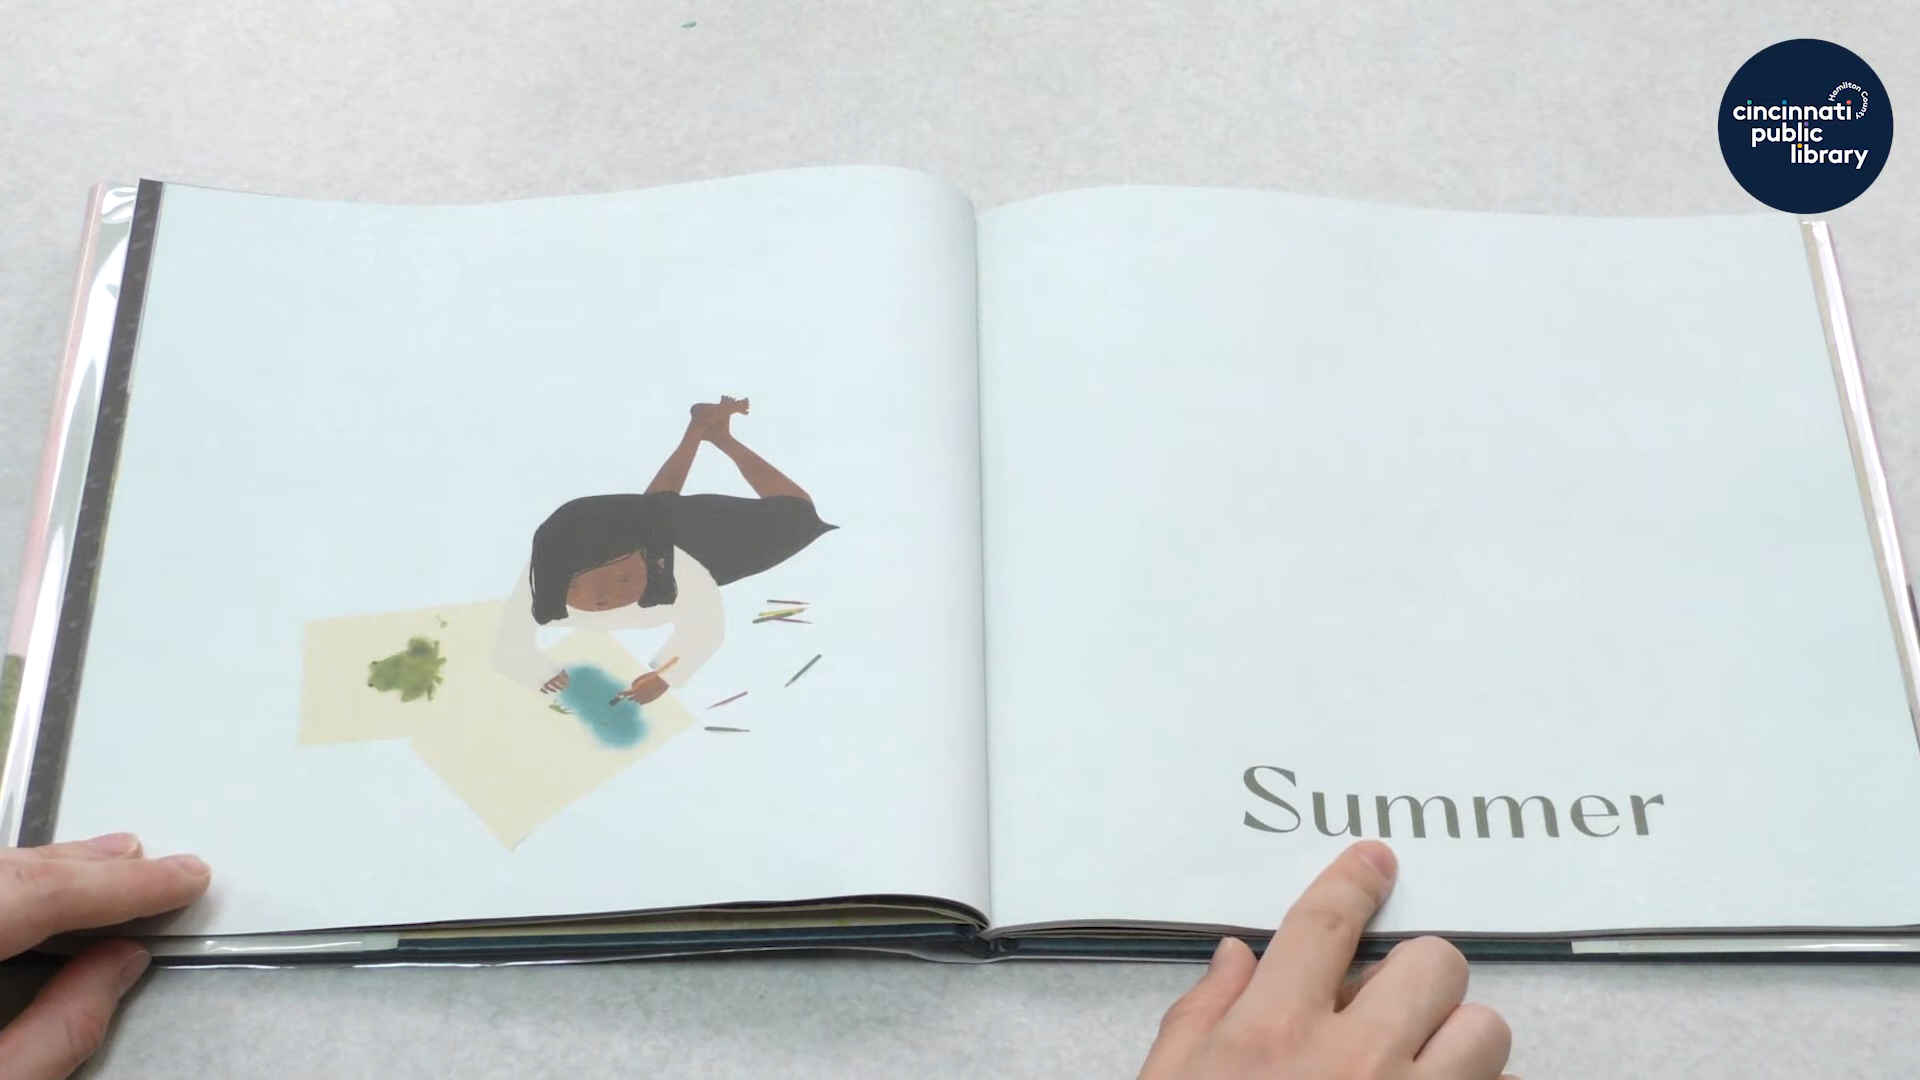 Hamilton County
cincinnati
public
library
Summer